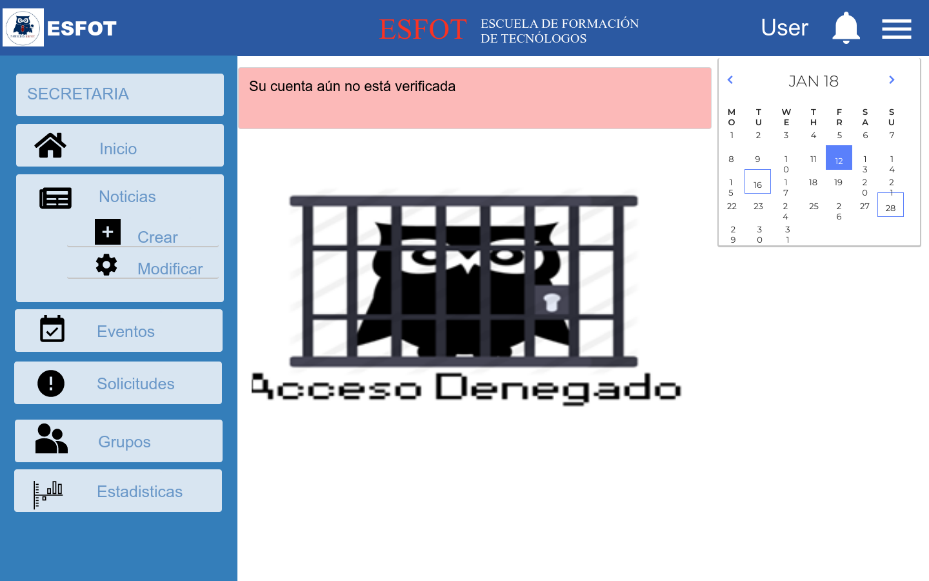 ESFOT
ESFOT
ESCUELA DE FORMACIÓN
DE TECNÓLOGOS
User
SECRETARIA
Inicio
Noticias
Crear
Modificar
Eventos
Solicitudes
Grupos
Estadisticas
Su cuenta aún no está verificada
Acceso Denegado
JAN 18
MO TU WE TH FR SA SU
1 2 3 4 5 6 7
8 9 10 11 12 13 14
15 16 17 18 19 20 21
22 23 24 25 26 27 28
29 30 31